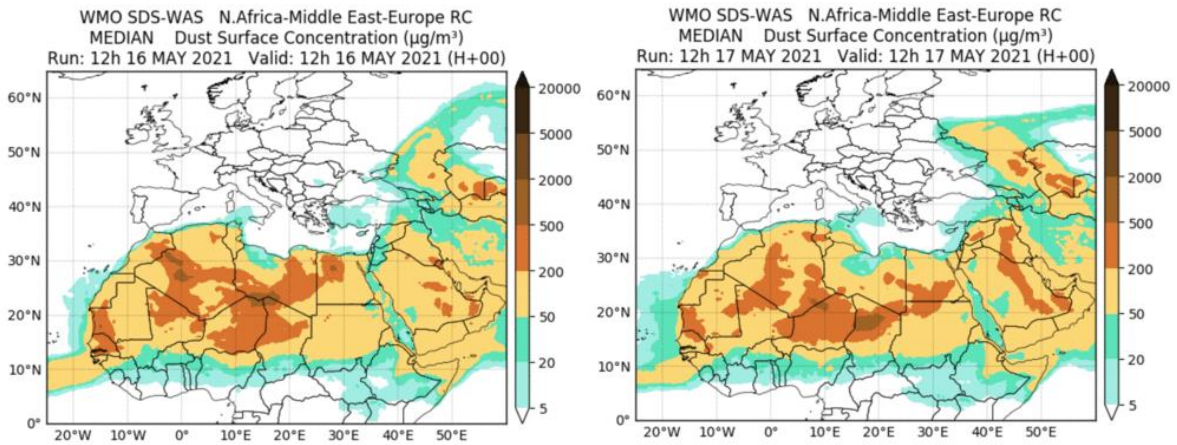 WMO SDS-WAS N.Africa-Middle East-Europe RC
MEDIAN Dust Surface Concentration (µg/m³)
Run: 12h 16 MAY 2021 Valid: 12h 16 MAY 2021 (H+00)
60°N
50°N
40°N
30°N
20°N
10°N
0°
20°W
10°W
0°
10°E
20°E
30°E
40°E
50°E
20000
5000
2000
500
200
50
20
5
WMO SDS-WAS N.Africa-Middle East-Europe RC
MEDIAN Dust Surface Concentration (µg/m³)
Run: 12h 17 MAY 2021 Valid: 12h 17 MAY 2021 (H+00)
60°N
50°N
40°N
30°N
20°N
10°N
0°
20°W
10°W
0°
10°E
20°E
30°E
40°E
50°E
20000
5000
2000
500
200
50
20
5